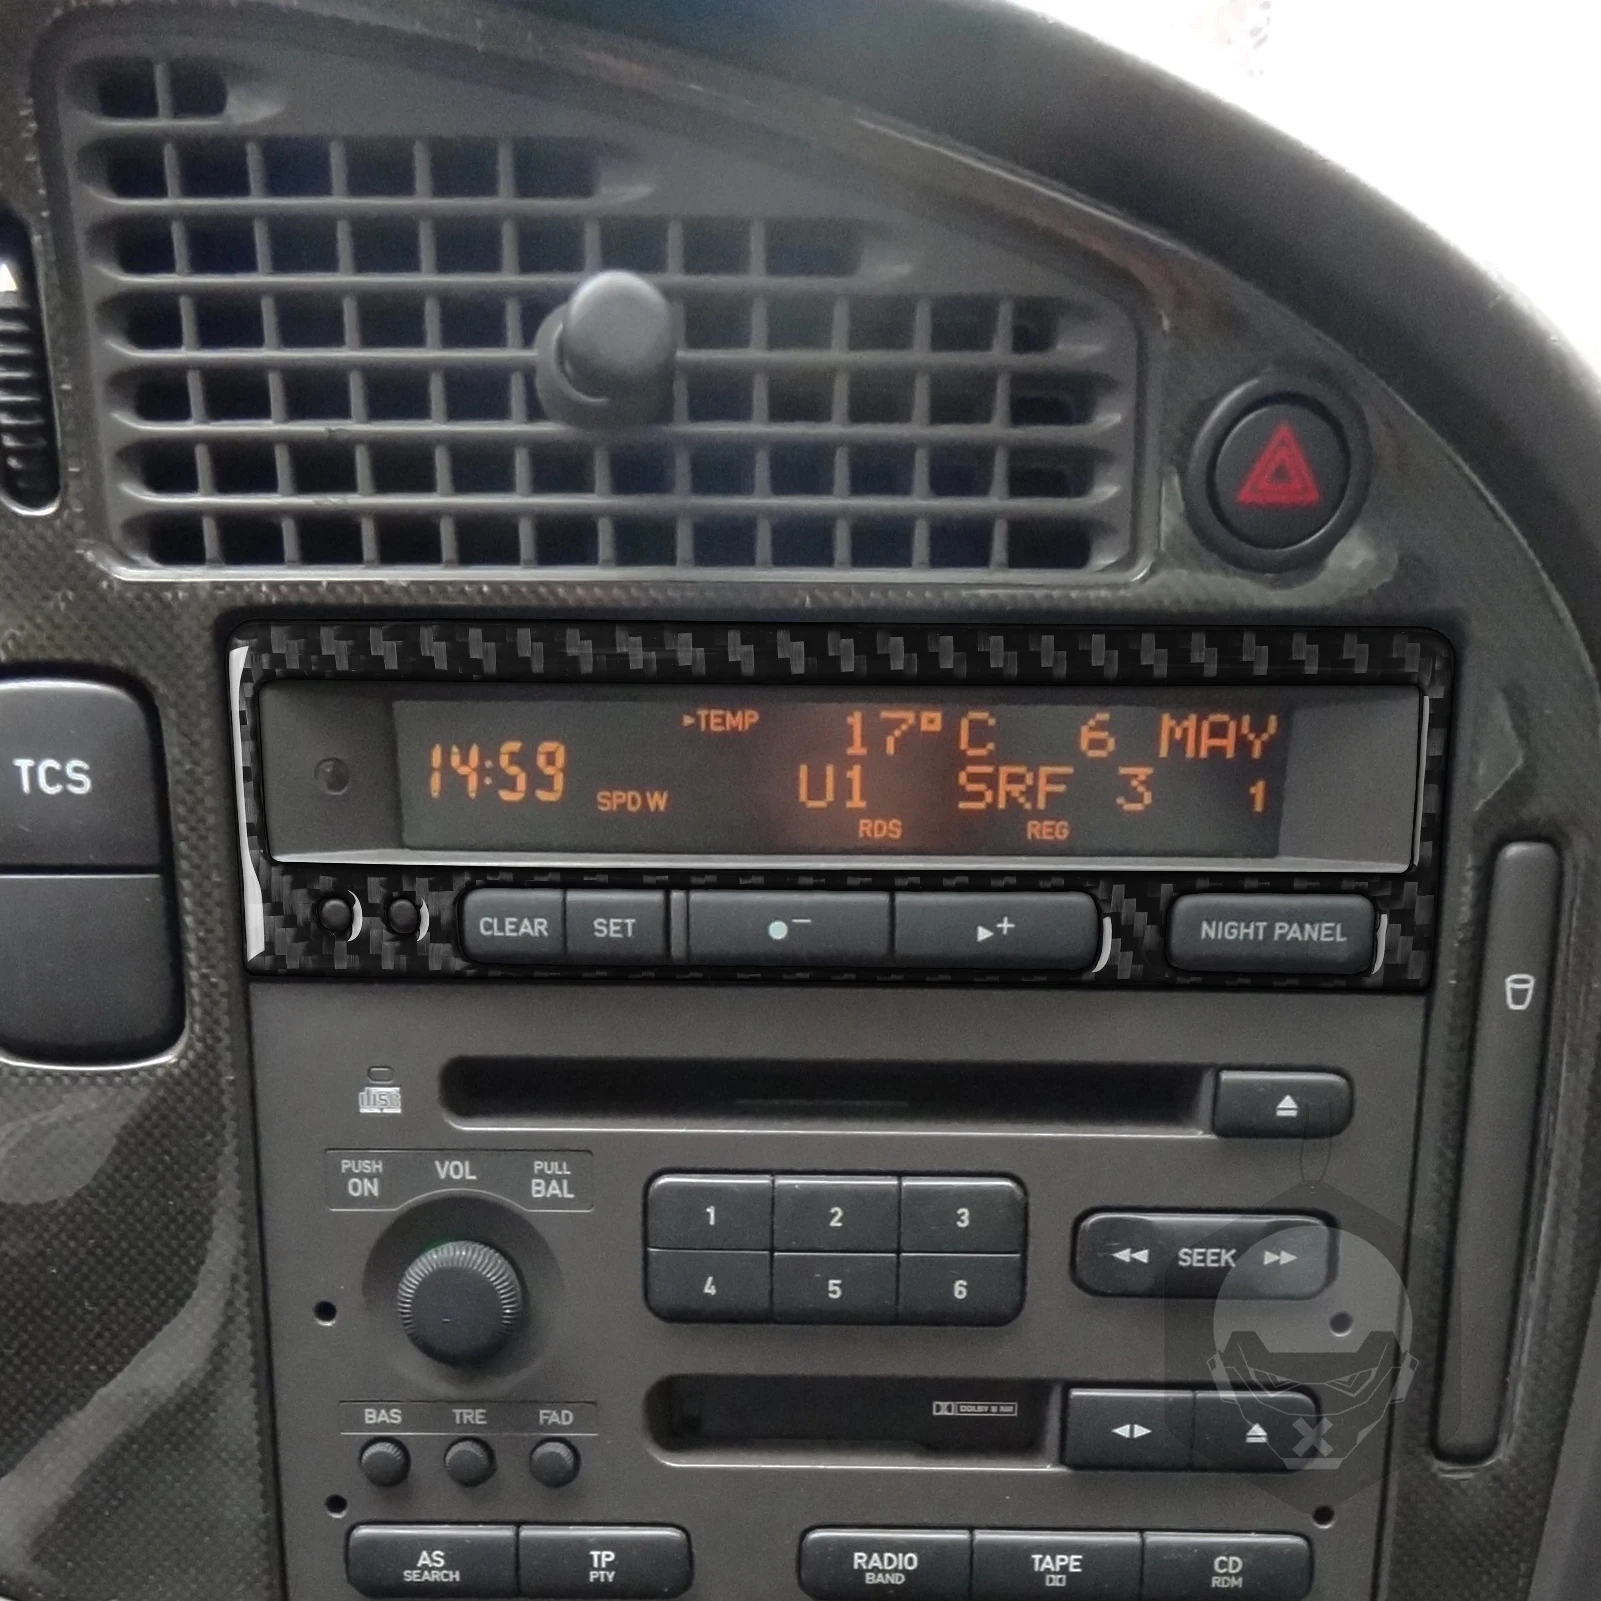 TCS
▸TEMP 17°C 6 MAY
14:59 SPD W U1 SRF 3 1
RDS REG
CLEAR SET ●− ▸+ NIGHT PANEL
disc
PUSH ON VOL PULL BAL
1 2 3
4 5 6
◀◀ SEEK ▶▶
DOLBY B NR
BAS TRE FAD
AS TP RADIO TAPE CD
SEARCH PTY BAND RDM